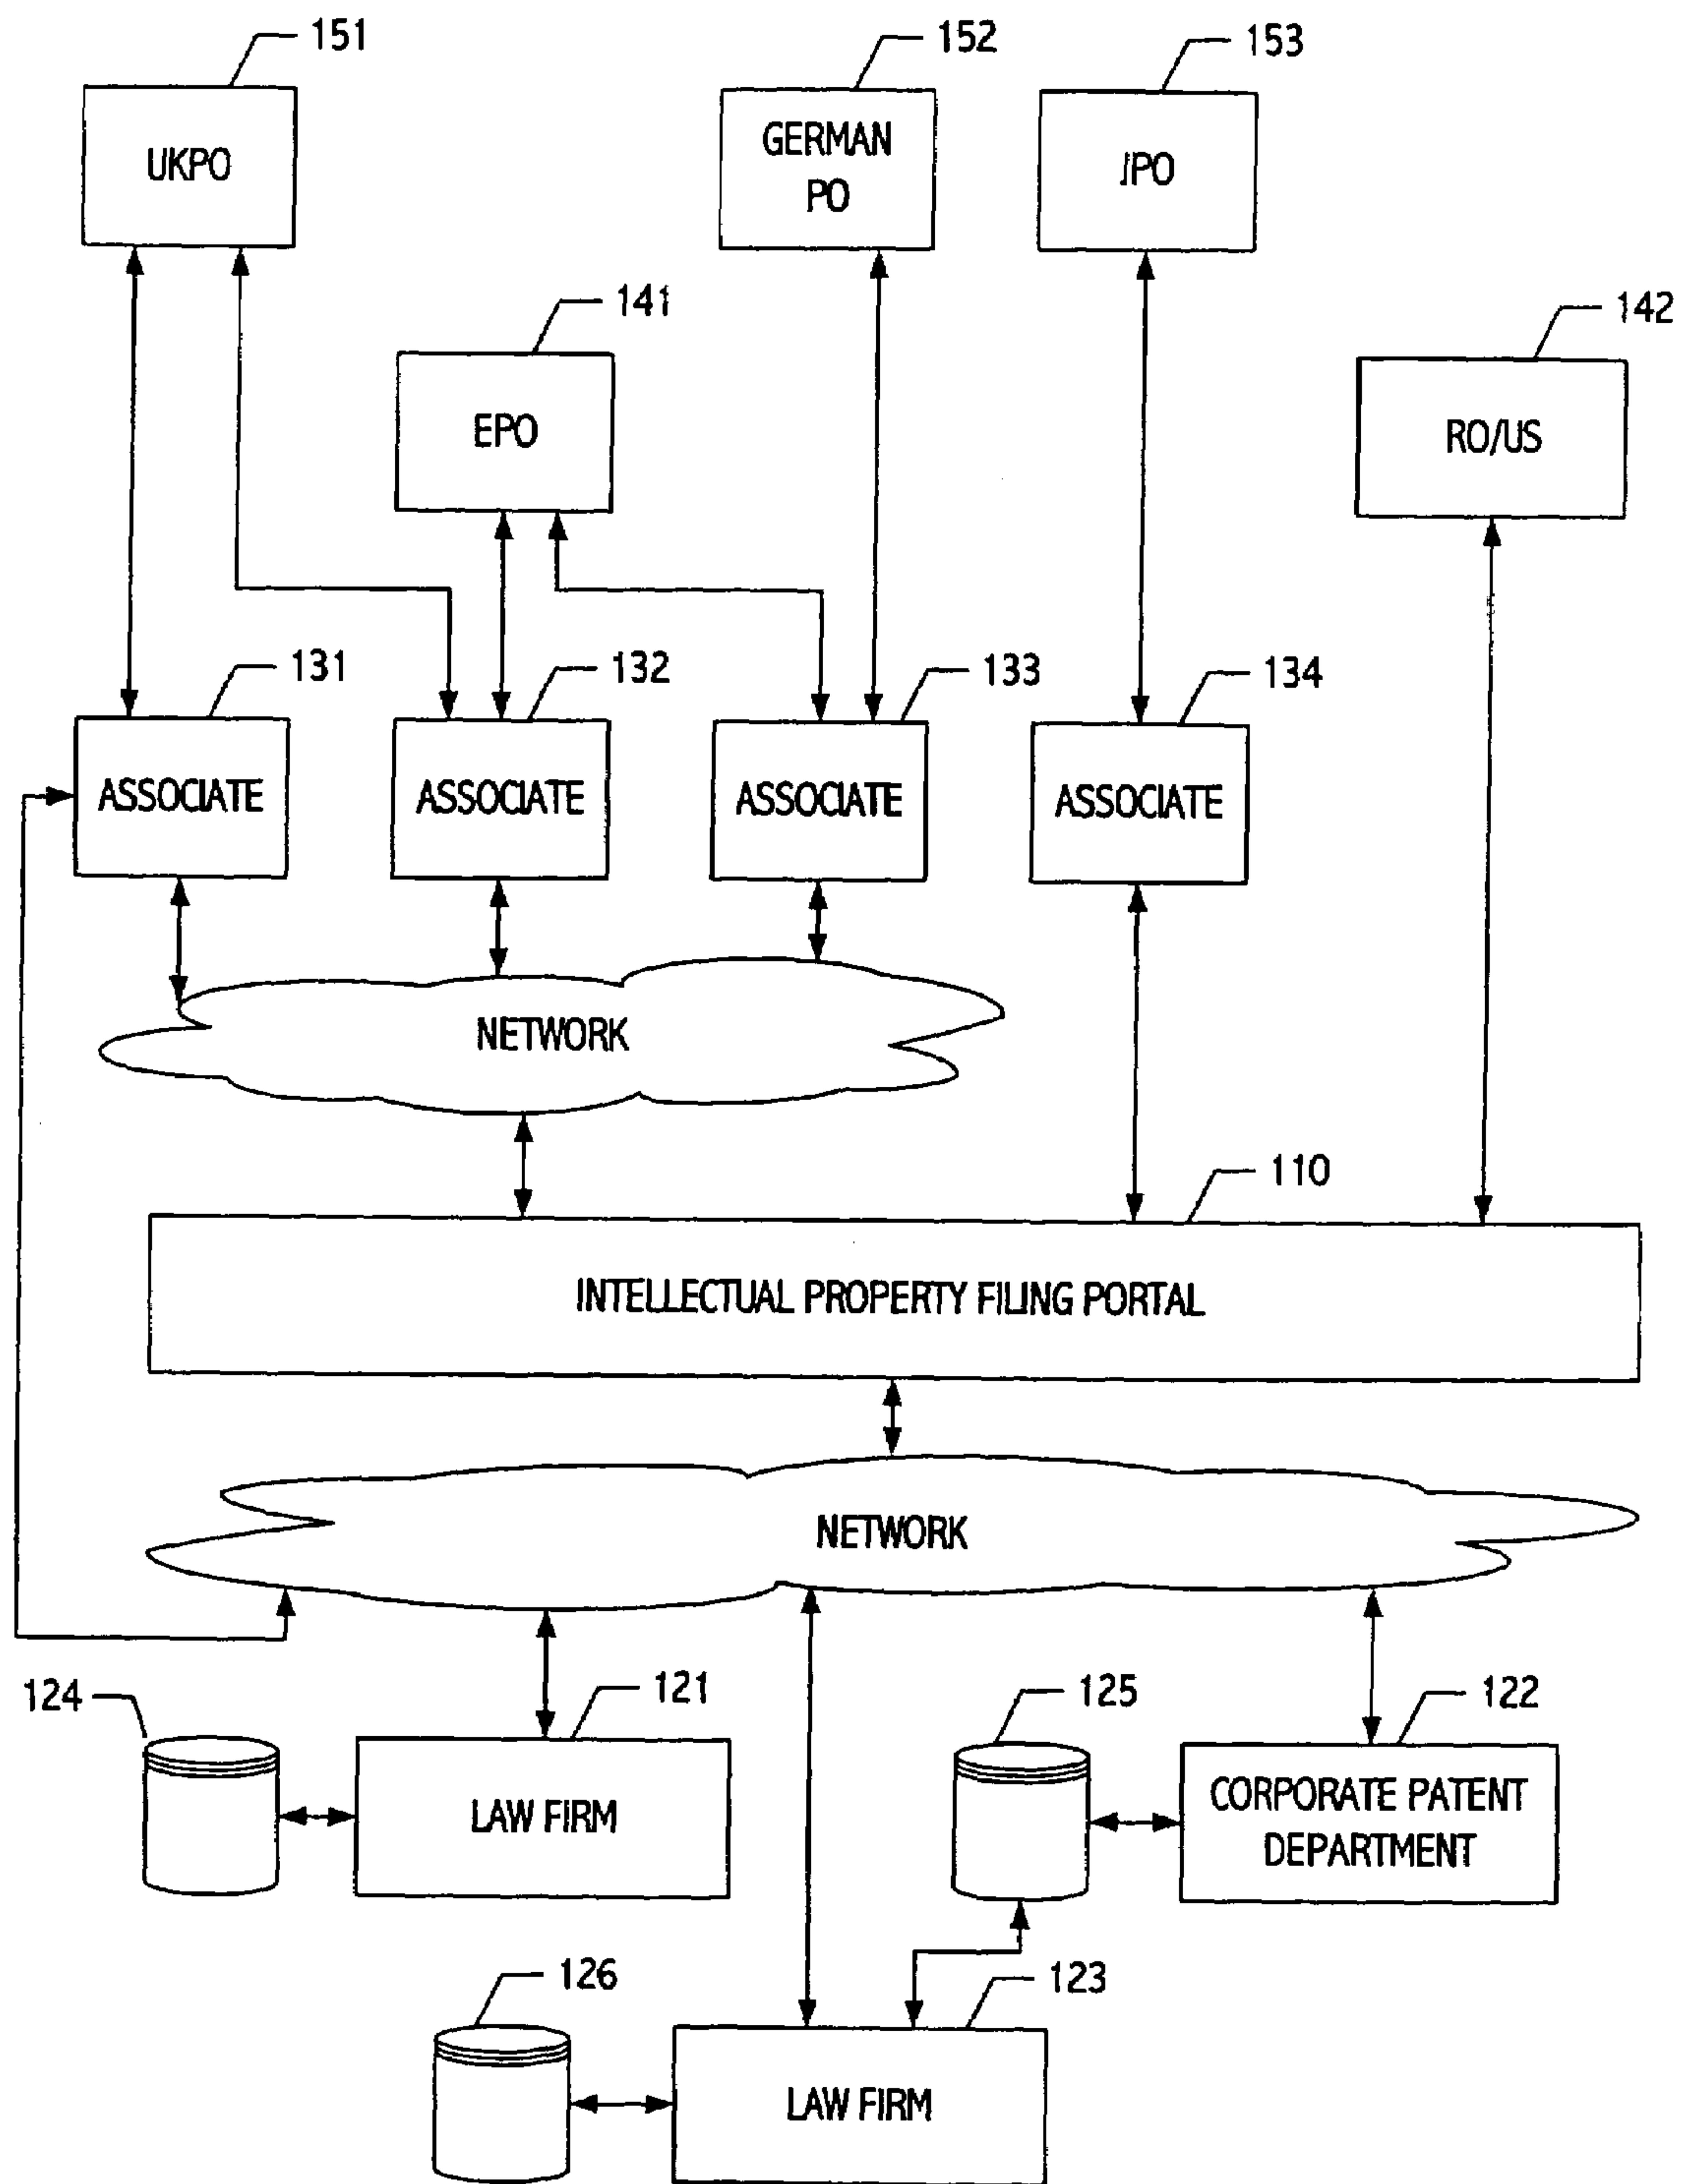 151
152
153
UKPO
GERMAN
PO
JPO
141
142
EPO
RO/US
131
132
133
134
ASSOCIATE
ASSOCIATE
ASSOCIATE
ASSOCIATE
NETWORK
110
INTELLECTUAL PROPERTY FILING PORTAL
NETWORK
124
121
125
122
LAW FIRM
CORPORATE PATENT
DEPARTMENT
126
123
LAW FIRM